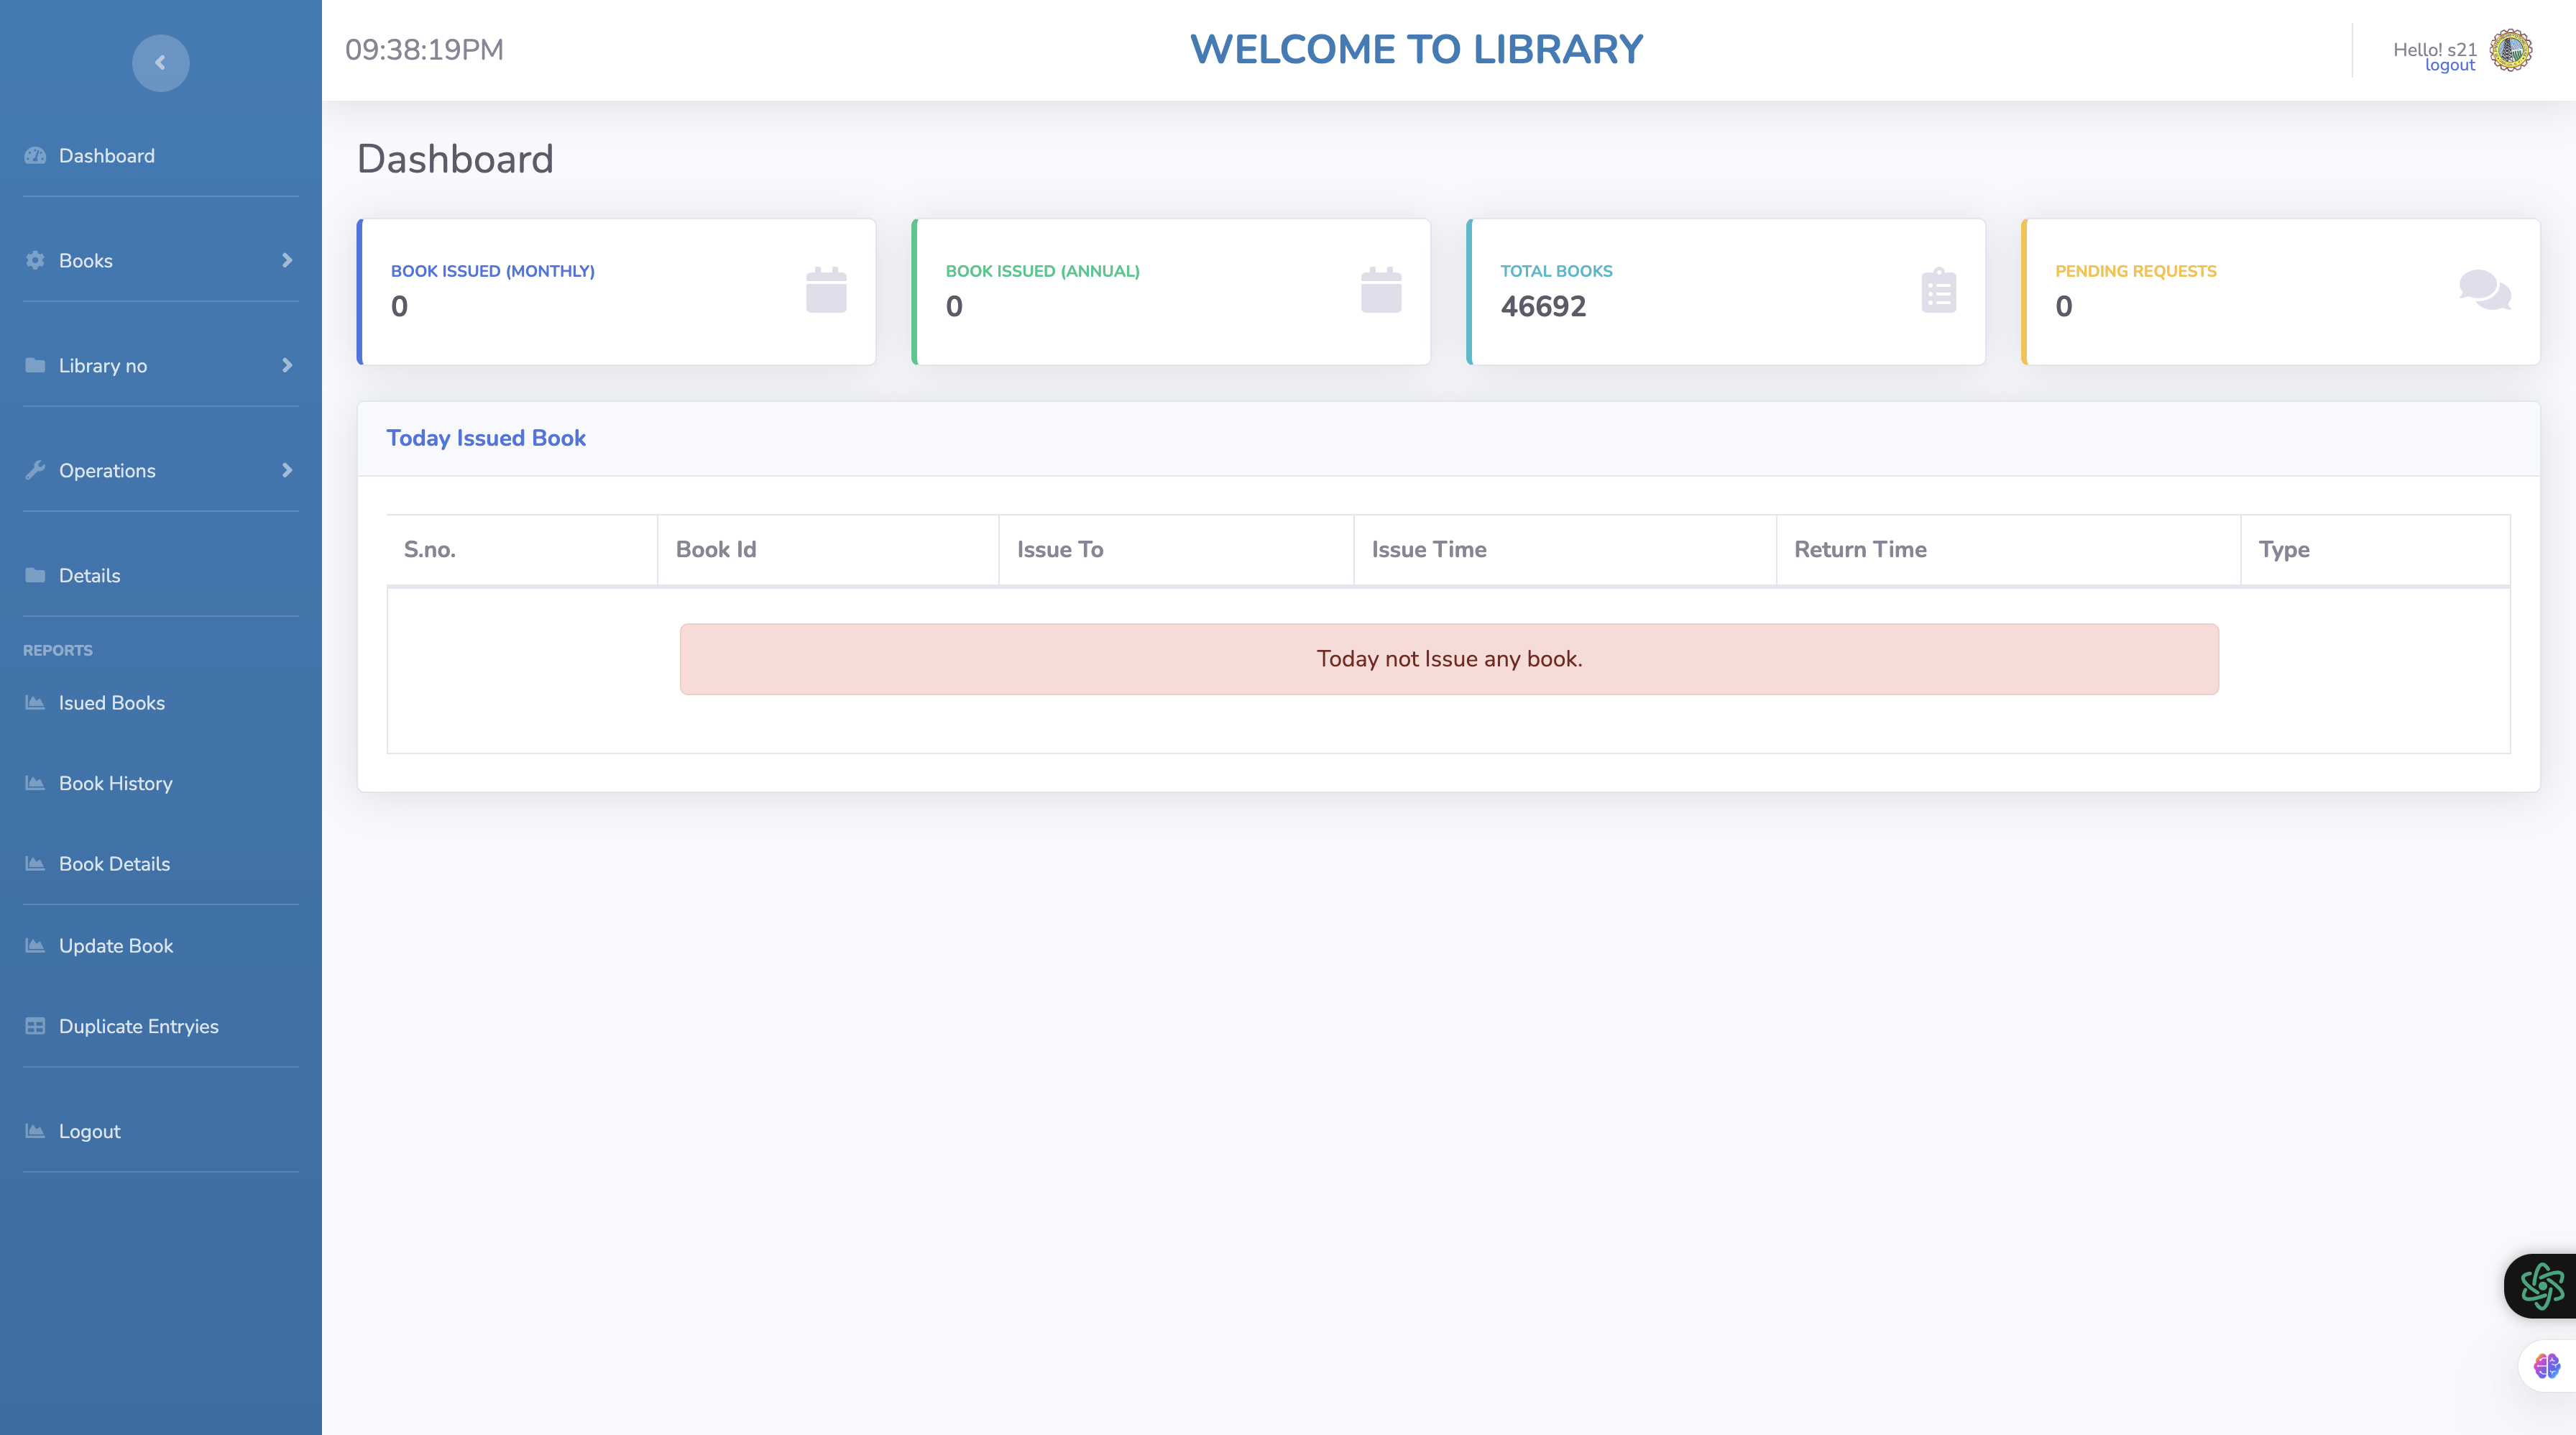 09:38:19PM
WELCOME TO LIBRARY
Hello! s21
logout
Dashboard
Books
Library no
Operations
Details
REPORTS
Isued Books
Book History
Book Details
Update Book
Duplicate Entryies
Logout
Dashboard
BOOK ISSUED (MONTHLY)
0
BOOK ISSUED (ANNUAL)
0
TOTAL BOOKS
46692
PENDING REQUESTS
0
Today Issued Book
S.no. Book Id Issue To Issue Time Return Time Type
Today not Issue any book.